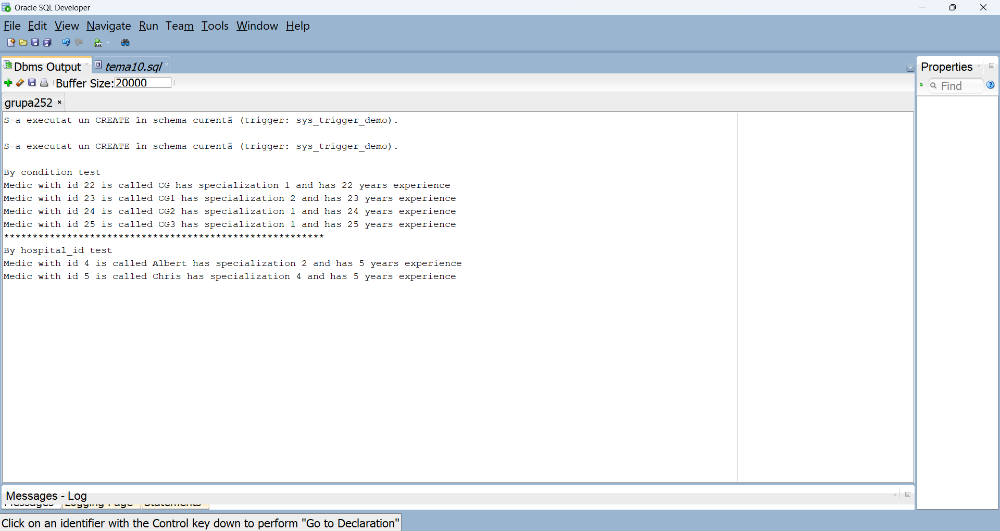 Oracle SQL Developer
File Edit View Navigate Run Team Tools Window Help
Dbms Output
tema10.sql
Properties
Buffer Size: 20000
Find
grupa252
S-a executat un CREATE în schema curentă (trigger: sys_trigger_demo).
S-a executat un CREATE în schema curentă (trigger: sys_trigger_demo).
By condition test
Medic with id 22 is called CG has specialization 1 and has 22 years experience
Medic with id 23 is called CG1 has specialization 2 and has 23 years experience
Medic with id 24 is called CG2 has specialization 1 and has 24 years experience
Medic with id 25 is called CG3 has specialization 1 and has 25 years experience
********************************************************
By hospital_id test
Medic with id 4 is called Albert has specialization 2 and has 5 years experience
Medic with id 5 is called Chris has specialization 4 and has 5 years experience
Messages - Log
Messages Logging Page Statements
Click on an identifier with the Control key down to perform "Go to Declaration"